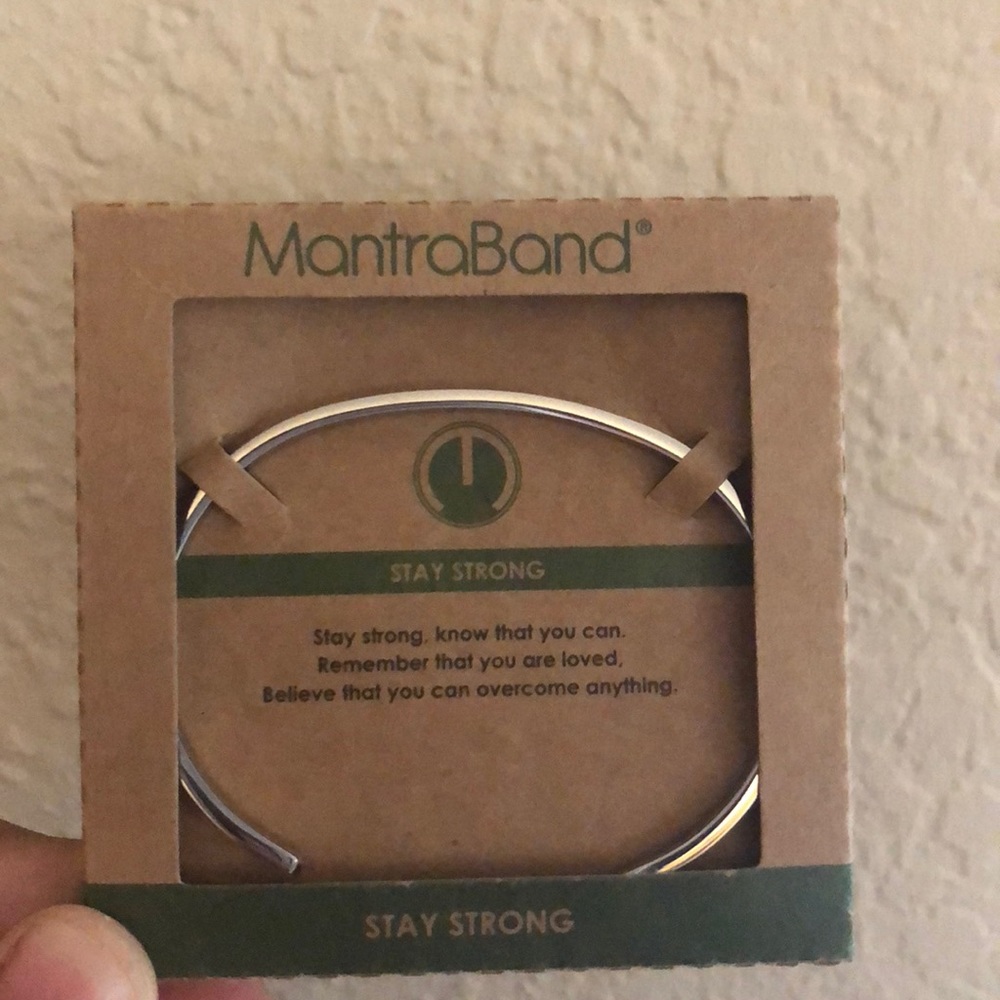 MantraBand®
STAY STRONG
Stay strong, know that you can.
Remember that you are loved,
Believe that you can overcome anything.
STAY STRONG